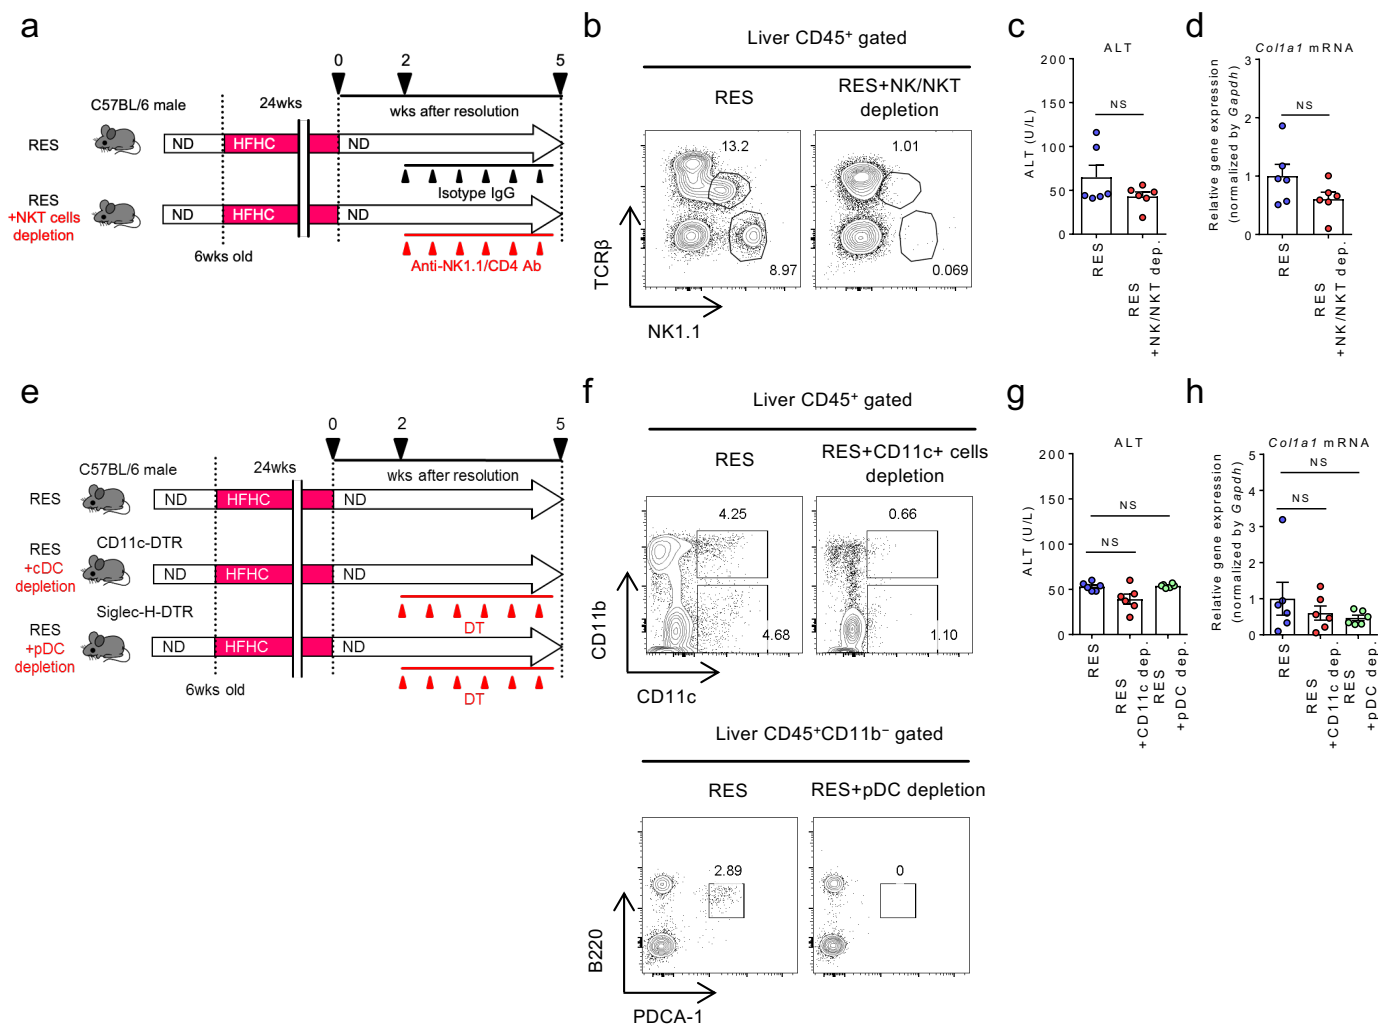 a
0
2
5
C57BL/6 male
24wks
wks after resolution
RES
ND
HFHC
ND
Isotype IgG
RES
+NKT cells
depletion
ND
HFHC
ND
6wks old
Anti-NK1.1/CD4 Ab
b
Liver CD45⁺ gated
RES
RES+NK/NKT
depletion
13.2
8.97
1.01
0.069
TCRβ
NK1.1
c
ALT
200
150
100
50
0
ALT (U/L)
NS
RES
RES
+NK/NKT dep.
d
Col1a1 mRNA
3
2
1
0
Relative gene expression
(normalized by Gapdh)
NS
RES
RES
+NK/NKT dep.
e
0
2
5
C57BL/6 male
24wks
wks after resolution
RES
ND
HFHC
ND
CD11c-DTR
RES
+cDC
depletion
ND
HFHC
ND
DT
Siglec-H-DTR
RES
+pDC
depletion
ND
HFHC
ND
6wks old
DT
f
Liver CD45⁺ gated
RES
RES+CD11c+ cells
depletion
4.25
4.68
0.66
1.10
CD11b
CD11c
Liver CD45⁺CD11b⁻ gated
RES
RES+pDC depletion
2.89
0
B220
PDCA-1
g
ALT
200
150
100
50
0
ALT (U/L)
NS
NS
RES
RES
+CD11c dep.
RES
+pDC dep.
h
Col1a1 mRNA
5
4
3
2
1
0
Relative gene expression
(normalized by Gapdh)
NS
NS
RES
RES
+CD11c dep.
RES
+pDC dep.